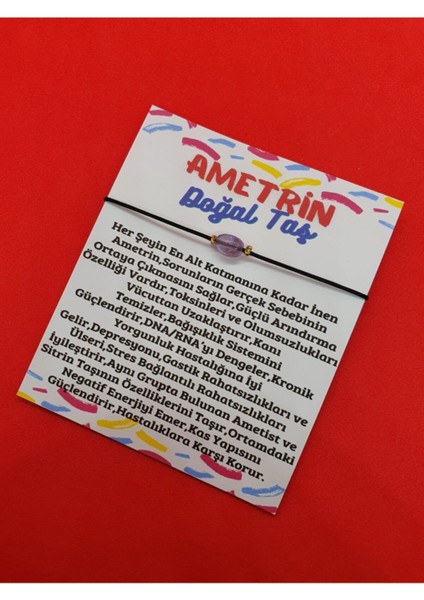 AMETRİN
Doğal Taş
Her Şeyin En Alt Katmanına Kadar İnen
Ametrin,Sorunların Gerçek Sebebinin
Ortaya Çıkmasını Sağlar,Güçlü Arındırma
Özelliği Vardır,Toksinleri ve Olumsuzlukları
Vücuttan Uzaklaştırır,Kanı
Temizler,Bağışıklık Sistemini
Güçlendirir,DNA/RNA'yı Dengeler,Kronik
Yorgunluk Hastalığına İyi
Gelir,Depresyonu,Gastik Rahatsızlıkları ve
Ülseri,Stres Bağlantılı Rahatsızlıkları
İyileştirir,Aynı Grupta Bulunan Ametist ve
Sitrin Taşının Özelliklerini Taşır,Ortamdaki
Negatif Enerjiyi Emer,Kas Yapısını
Güçlendirir,Hastalıklara Karşı Korur.